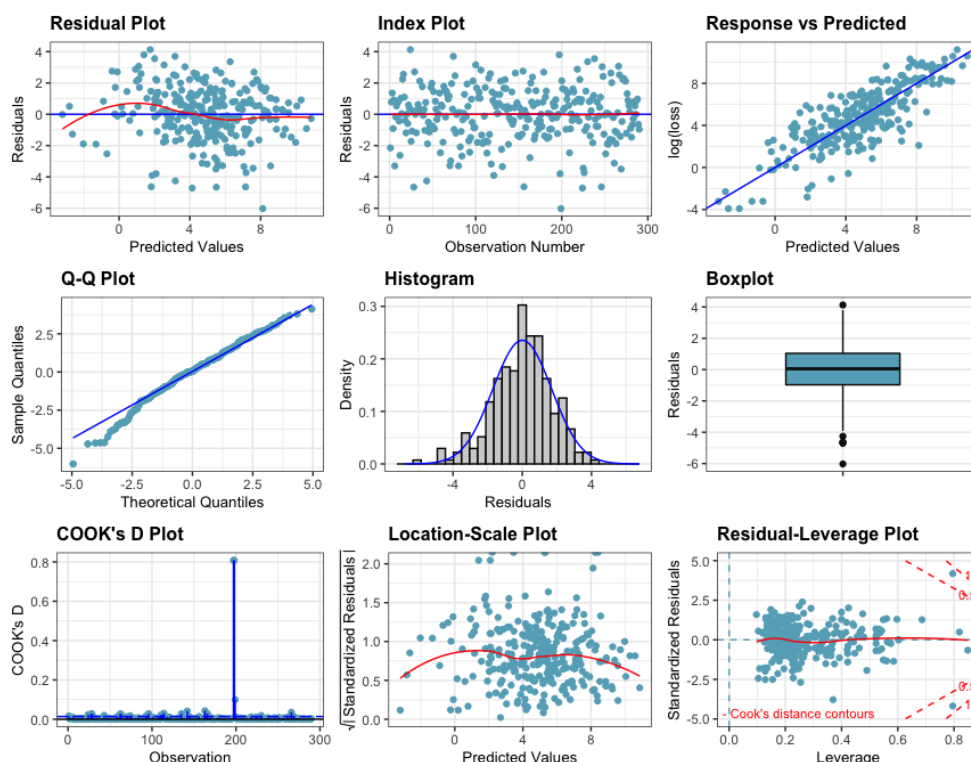 Residual Plot
Residuals
4
2
0
-2
-4
-6
0
4
8
Predicted Values
Index Plot
Residuals
4
2
0
-2
-4
-6
0
100
200
300
Observation Number
Response vs Predicted
log(loss)
8
4
0
-4
0
4
8
Predicted Values
Q-Q Plot
Sample Quantiles
2.5
0.0
-2.5
-5.0
-5.0
-2.5
0.0
2.5
5.0
Theoretical Quantiles
Histogram
Density
0.3
0.2
0.1
0.0
-4
0
4
Residuals
Boxplot
Residuals
4
2
0
-2
-4
-6
COOK's D Plot
COOK's D
0.8
0.6
0.4
0.2
0.0
0
100
200
300
Observation
Location-Scale Plot
√| Standardized Residuals |
2.0
1.5
1.0
0.5
0.0
0
4
8
Predicted Values
Residual-Leverage Plot
Standardized Residuals
5.0
2.5
0.0
-2.5
-5.0
1
0.5
0.5
1
Cook's distance contours
0.0
0.2
0.4
0.6
0.8
Leverage